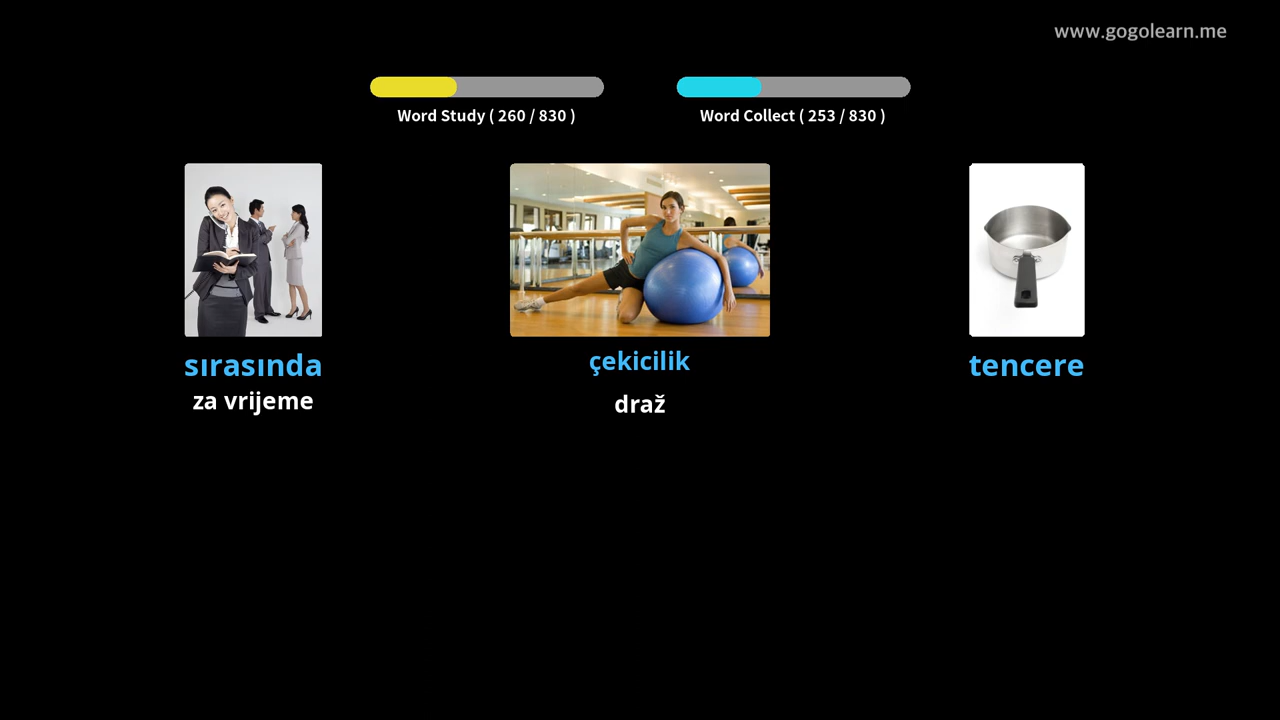 www.gogolearn.me
Word Study ( 260 / 830 )
Word Collect ( 253 / 830 )
sırasında
za vrijeme
çekicilik
draž
tencere